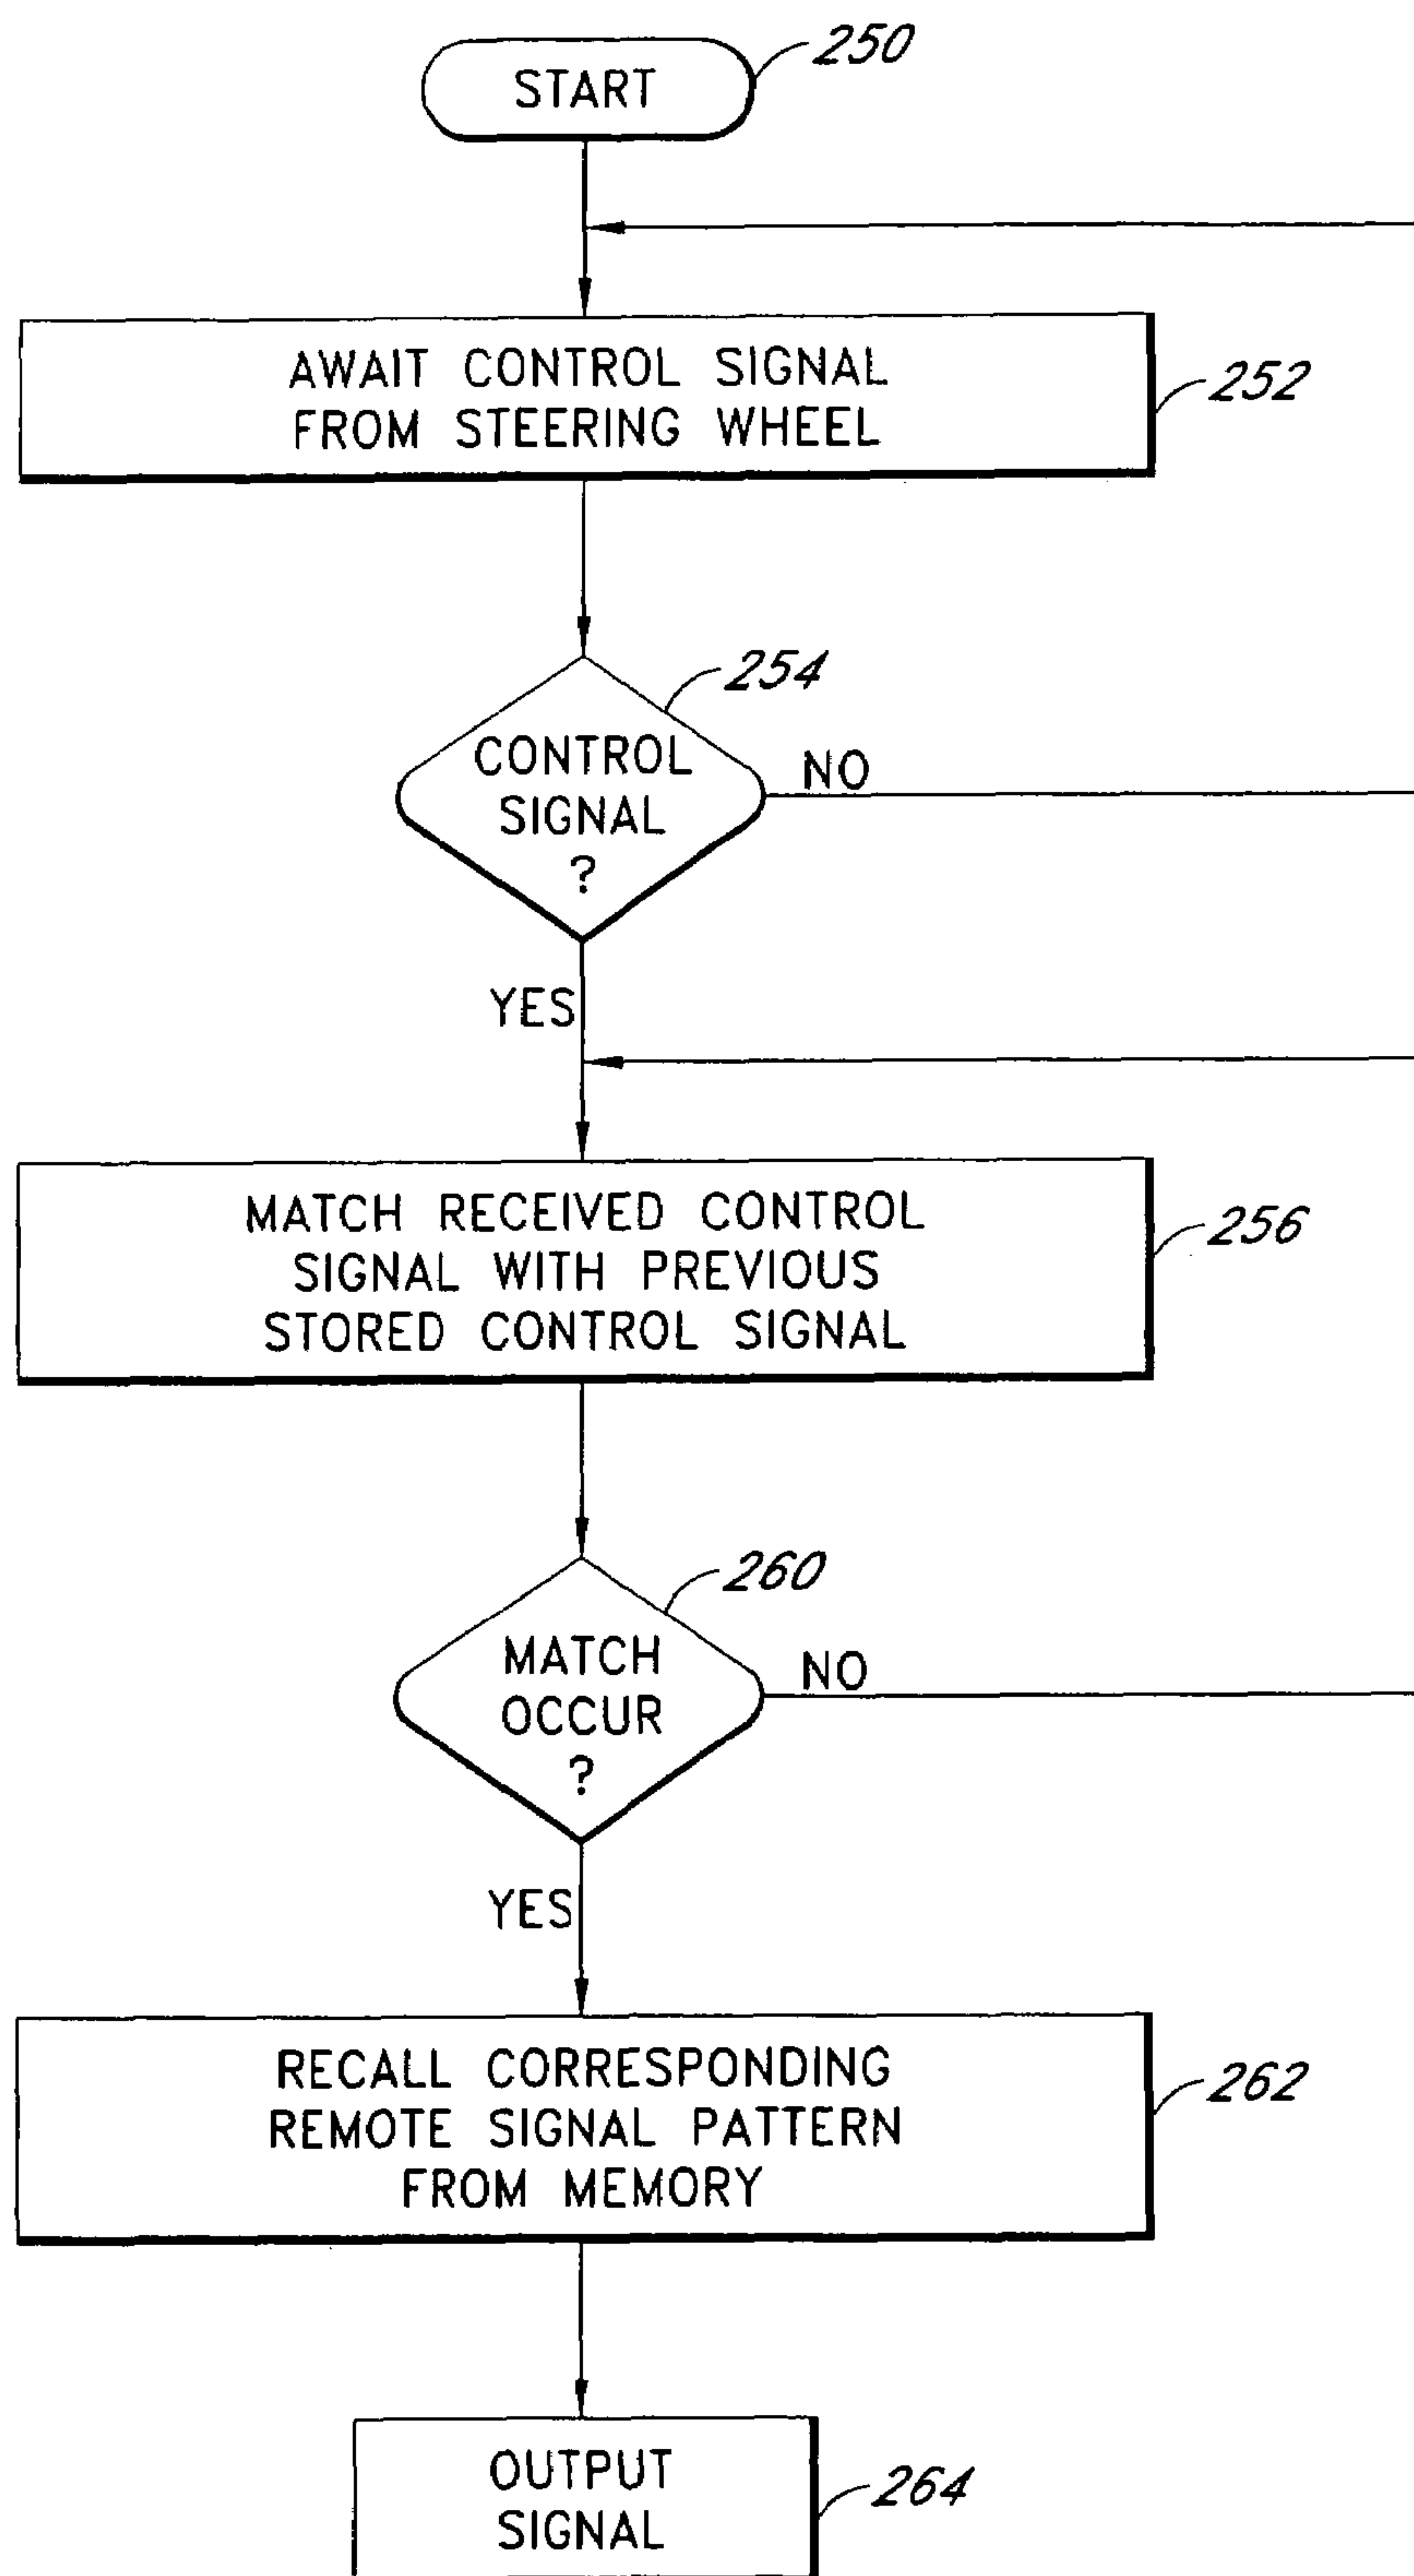 START
250
AWAIT CONTROL SIGNAL
FROM STEERING WHEEL
252
254
CONTROL
SIGNAL
?
NO
YES
MATCH RECEIVED CONTROL
SIGNAL WITH PREVIOUS
STORED CONTROL SIGNAL
256
260
MATCH
OCCUR
?
NO
YES
RECALL CORRESPONDING
REMOTE SIGNAL PATTERN
FROM MEMORY
262
OUTPUT
SIGNAL
264